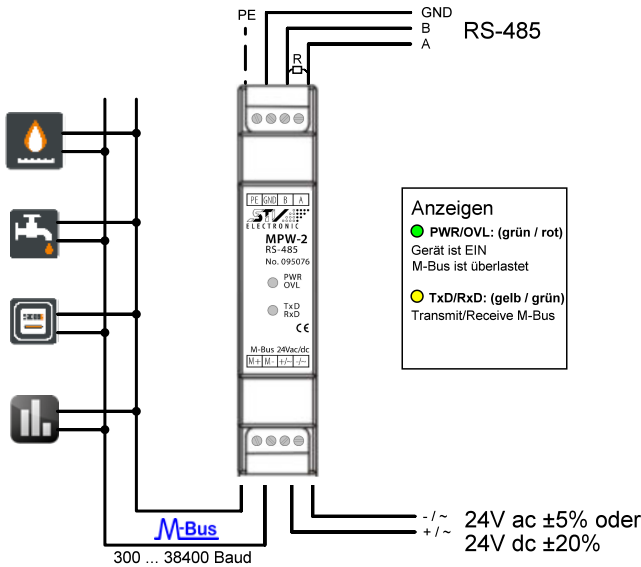 PE
GND
B
A
RS-485
R
PE GND B A
STV
ELECTRONIC
MPW-2
RS-485
No. 095076
PWR
OVL
TxD
RxD
CE
M-Bus 24Vac/dc
M+ M- +/~ -/~
Anzeigen
PWR/OVL: (grün / rot)
Gerät ist EIN
M-Bus ist überlastet
TxD/RxD: (gelb / grün)
Transmit/Receive M-Bus
M-Bus
300 ... 38400 Baud
- / ~
+ / ~
24V ac ±5% oder
24V dc ±20%